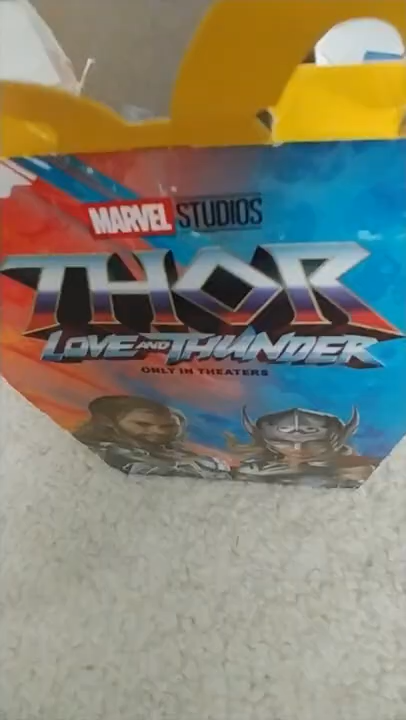 MARVEL STUDIOS
THOR
LOVE AND THUNDER
ONLY IN THEATERS